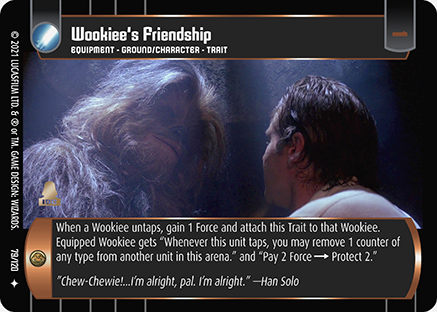 Wookiee's Friendship
EQUIPMENT • GROUND/CHARACTER • TRAIT
When a Wookiee untaps, gain 1 Force and attach this Trait to that Wookiee.
Equipped Wookiee gets “Whenever this unit taps, you may remove 1 counter of
any type from another unit in this arena.” and “Pay 2 Force → Protect 2.”
"Chew-Chewie!...I'm alright, pal. I'm alright." —Han Solo
© 2021 LUCASFILM LTD. & ® or TM. GAME DESIGN: WIZARDS.
79/120